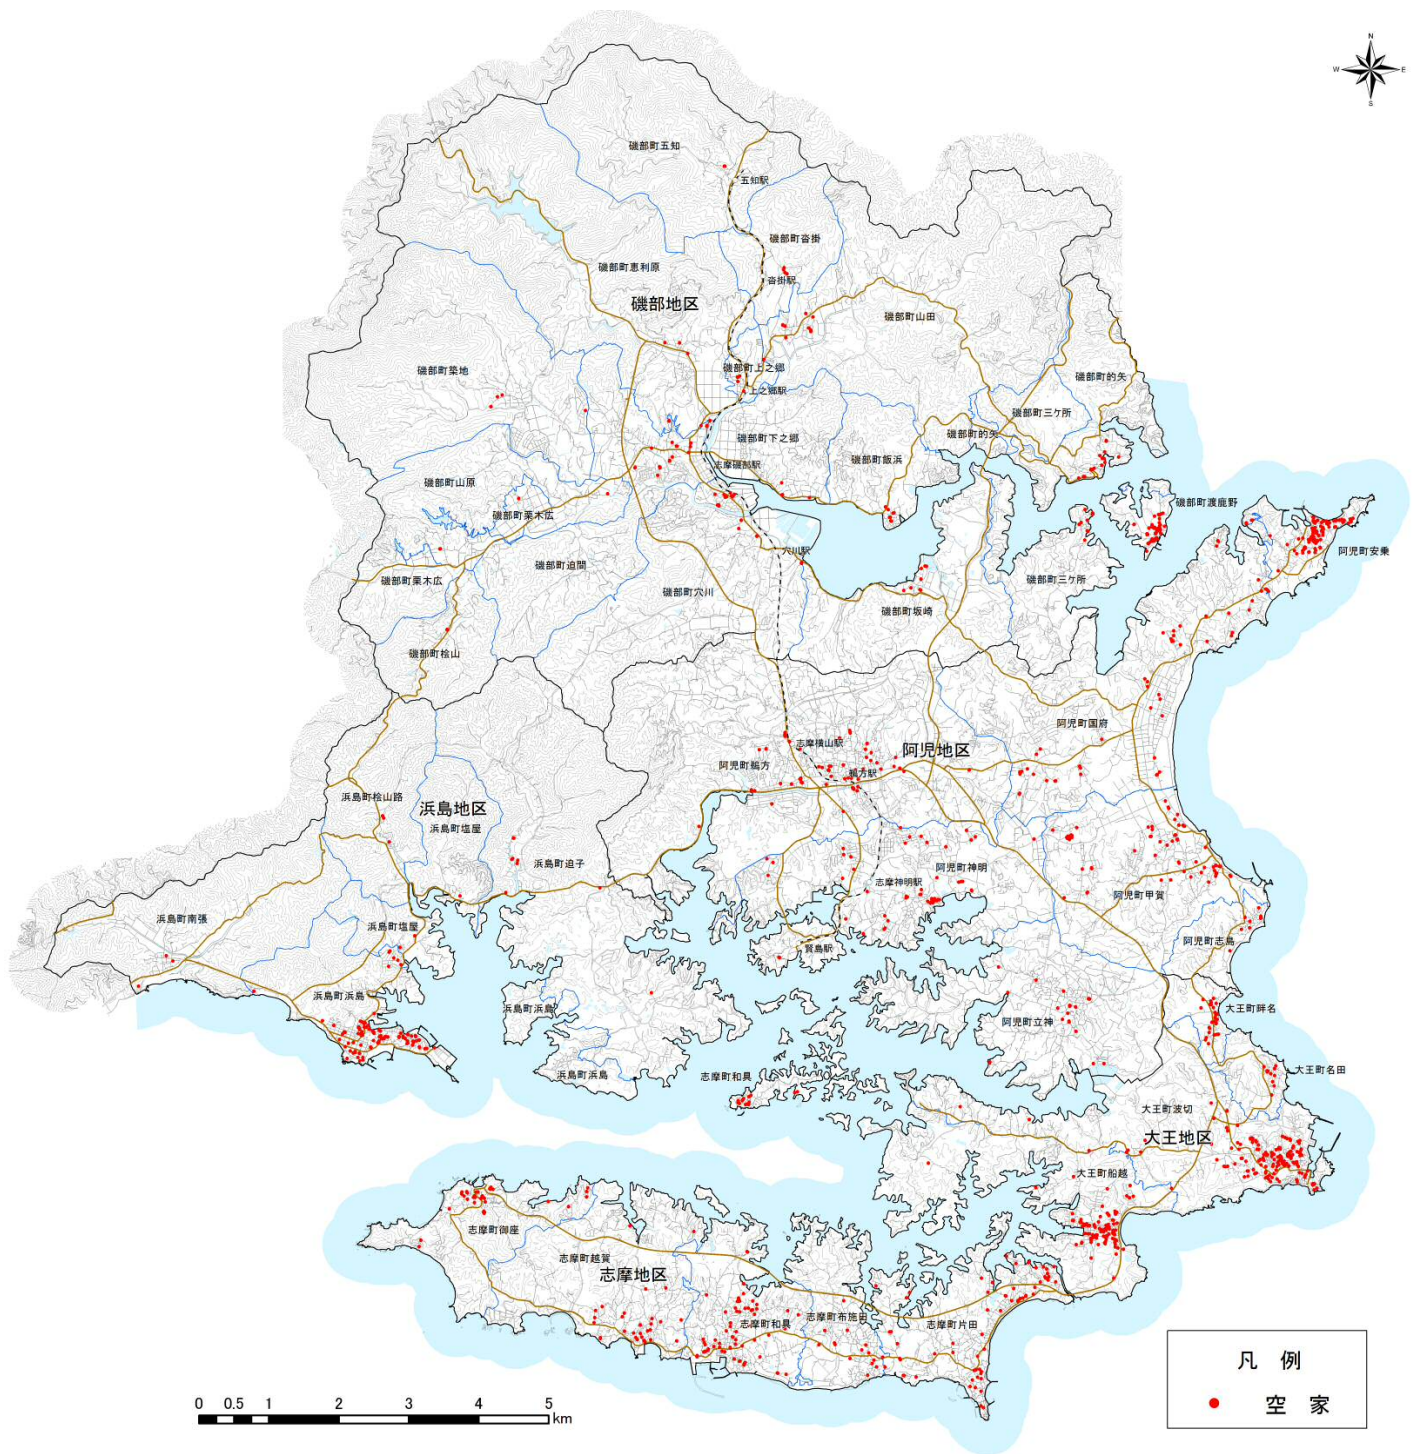 N
W
E
S
磯部町五知
五知駅
磯部町沓掛
沓掛駅
磯部町恵利原
磯部地区
磯部町山田
磯部町築地
磯部町上之郷
上之郷駅
磯部町的矢
磯部町三ケ所
磯部町的矢
磯部町下之郷
磯部町飯浜
志摩磯部駅
磯部町山原
磯部町渡鹿野
磯部町栗木広
阿児町安乗
穴川駅
磯部町迫間
磯部町栗木広
磯部町穴川
磯部町三ケ所
磯部町坂崎
磯部町桧山
阿児町国府
志摩横山駅
阿児地区
阿児町鵜方
鵜方駅
浜島町桧山路
浜島地区
浜島町塩屋
浜島町迫子
阿児町神明
志摩神明駅
阿児町甲賀
浜島町南張
浜島町塩屋
阿児町志島
賢島駅
浜島町浜島
浜島町浜島
大王町畔名
阿児町立神
浜島町浜島
志摩町和具
大王町名田
大王町波切
大王地区
大王町船越
志摩町御座
志摩町越賀
志摩地区
志摩町和具
志摩町布施田
志摩町片田
凡 例
空 家
0 0.5 1 2 3 4 5
km